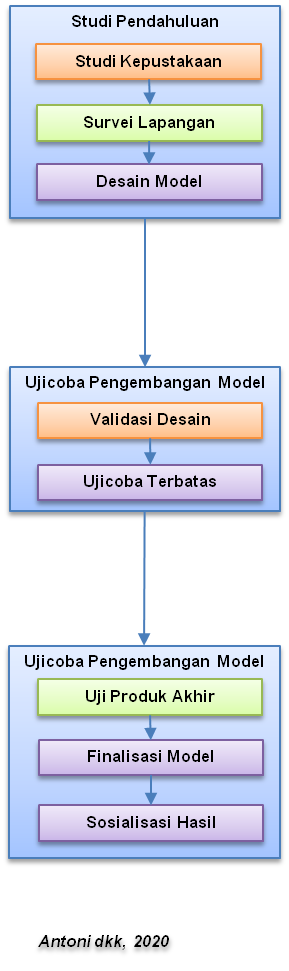 Studi Pendahuluan
Studi Kepustakaan
Survei Lapangan
Desain Model
Ujicoba Pengembangan Model
Validasi Desain
Ujicoba Terbatas
Ujicoba Pengembangan Model
Uji Produk Akhir
Finalisasi Model
Sosialisasi Hasil
Antoni dkk, 2020